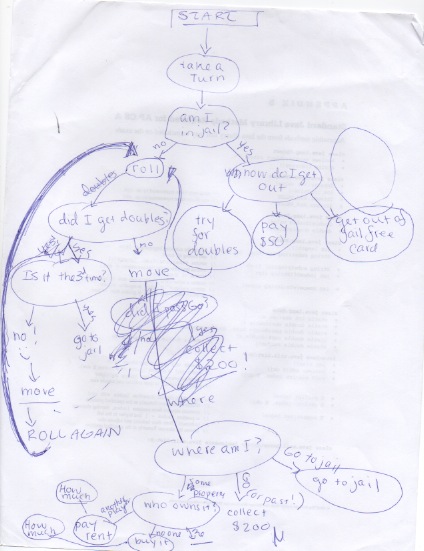 START
take a
Turn
am I
in jail?
no
yes
roll
how do I get
out
doubles
did I get doubles
try
for
doubles
pay
$50
get out of
jail free
card
yes
no
Is it the 3rd time?
move
did I pass Go?
no!
yes
go to
jail
no
yes
collect
$200!
move
where
ROLL AGAIN
where am I?
Go to jail
go to jail
some
property
(or past!)
collect
$200
How
much
another
player
who owns it?
How
much
pay
rent
no one
buy it